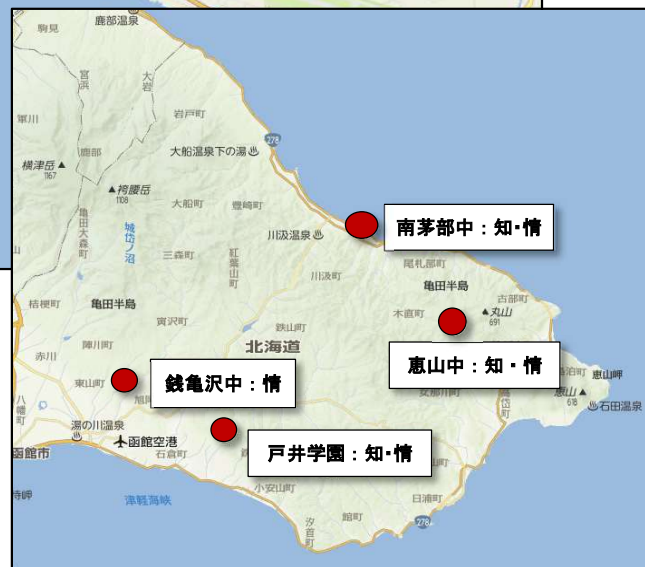 鹿部温泉
駒見
宮浜
大岩
岩戸町
軍川
鹿部
278
大船温泉下の湯
横津岳▲
1167
▲袴腰岳
1108
大船町
豊崎町
南茅部中：知・情
亀田大森町
城岱ノ沼
川汲温泉
三森町
紅葉山町
川汲町
尾札部町
亀田半島
古部町
桔梗町
亀田半島
寅沢町
木直町
▲丸山
691
鉄山町
陣川町
北海道
赤川
恵山中：知・情
恵山岬
東山町
銭亀沢中：情
恵山▲
618
石田温泉
八幡町
湯の川温泉
函館空港
戸井学園：知・情
函館市
石倉町
小安山町
日浦町
津軽海峡
館町
汐首町
278